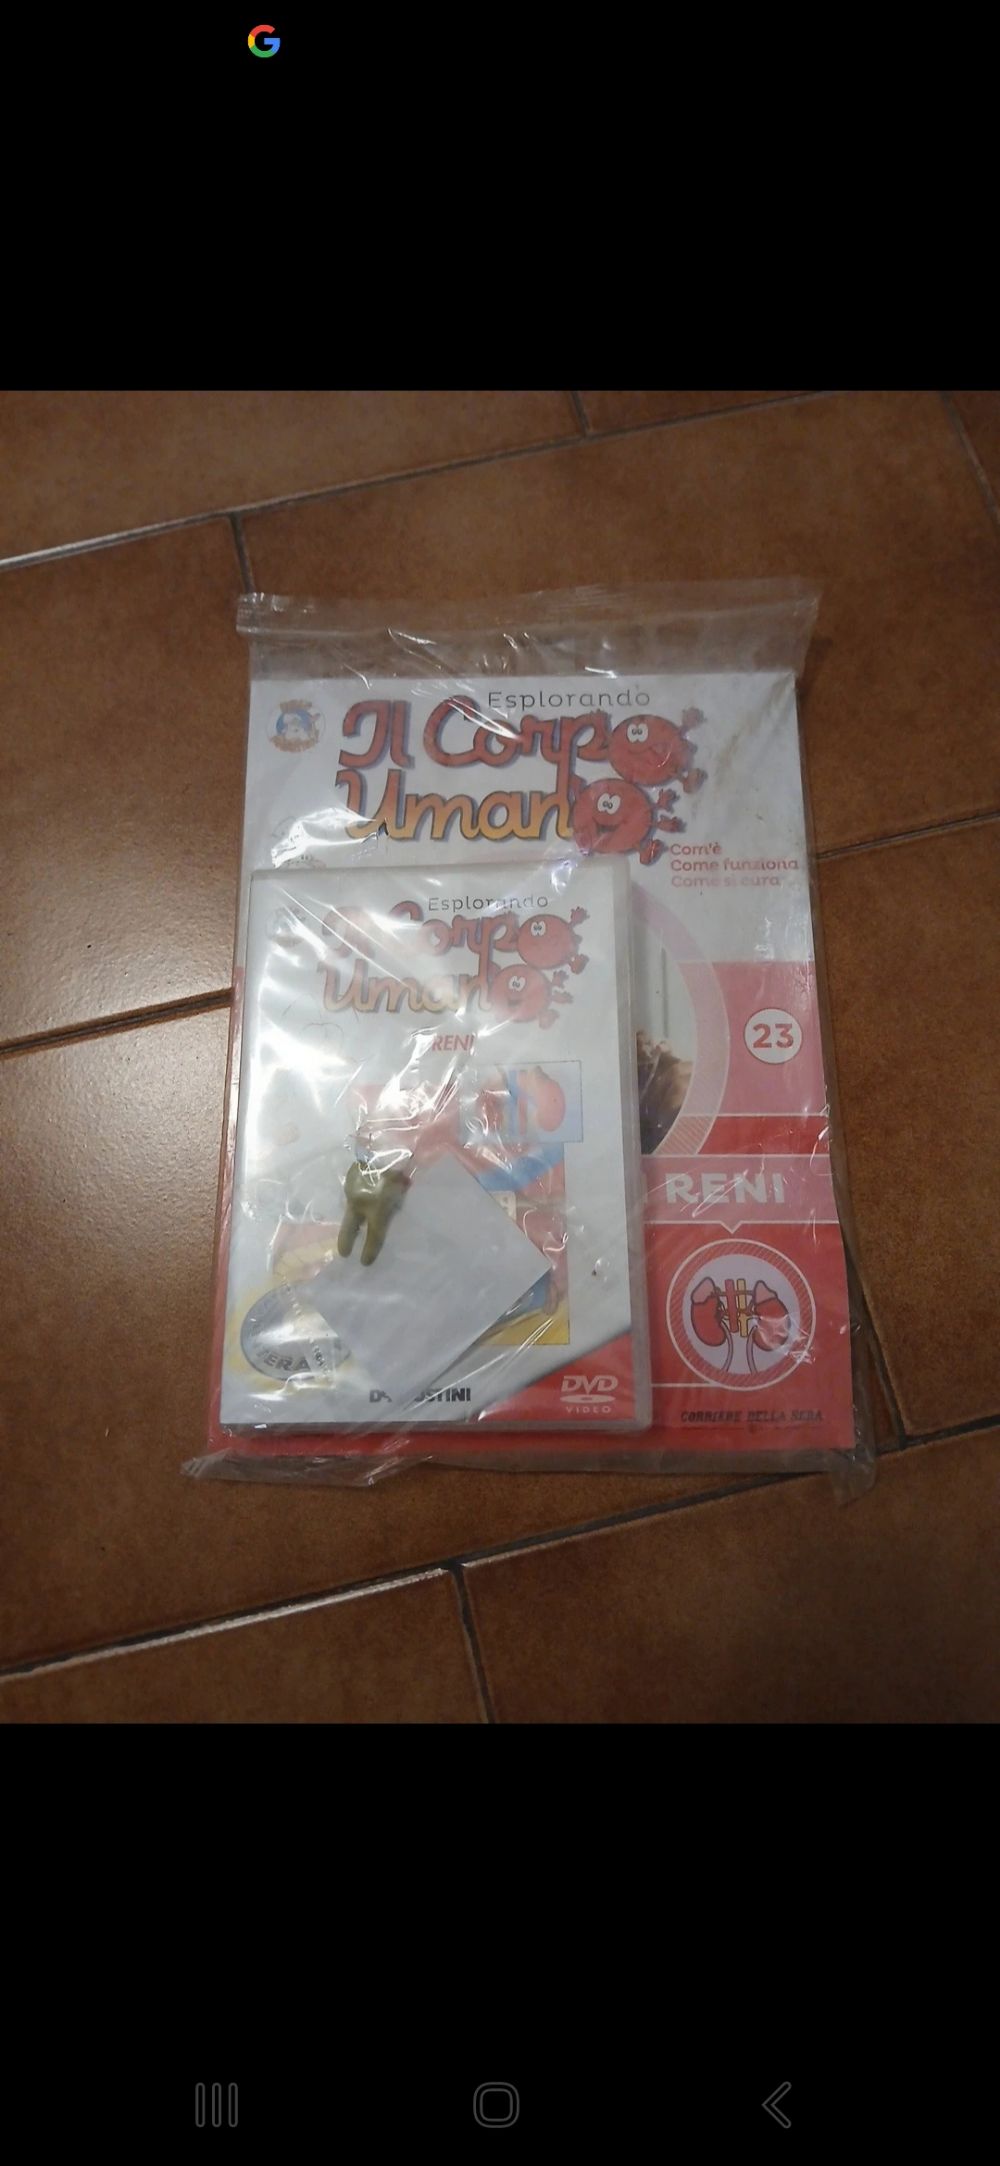 Esplorando
Il Corpo
Umano
Com'è
Come funziona
Come si cura
Esplorando
Il Corpo
Umano
RENI
23
RENI
DVD
VIDEO
CORRIERE DELLA SERA